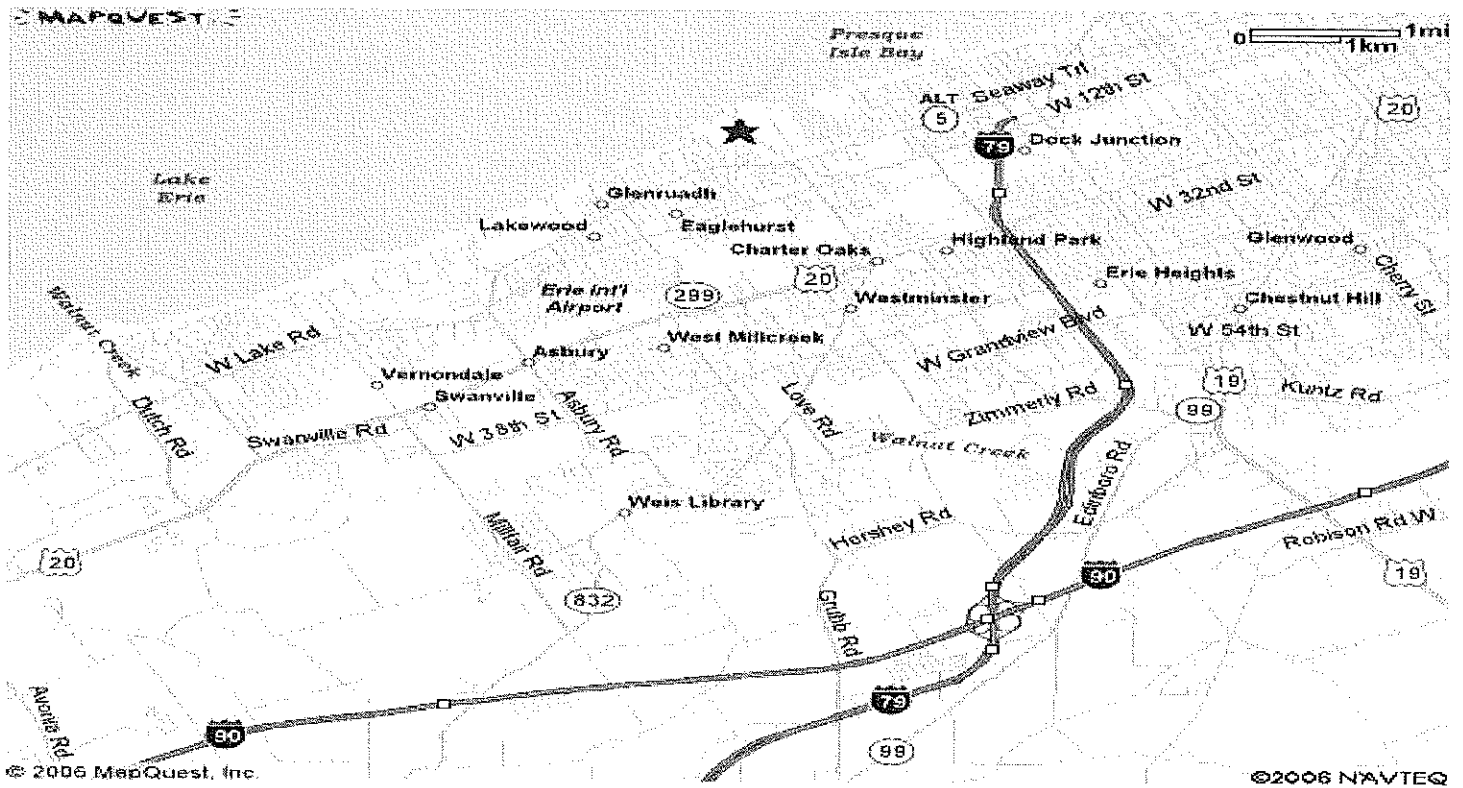 MAPQUEST
Presque
Isle Bay
0
1mi
1km
ALT
5
Seaway Trl
W 12th St
20
79
Dock Junction
Lake
Erie
Glenruadh
W 32nd St
Lakewood
Eaglehurst
Charter Oaks
Highland Park
Glenwood
Cherry St
20
Erie Heights
Erie Int'l
Airport
299
Westminster
Chestnut Hill
Walnut Creek
W Lake Rd
West Millcreek
W Grandview Blvd
W 54th St
Asbury
Vernondale
19
Kuntz Rd
Swanville
Dutch Rd
Asbury Rd
Love Rd
Zimmerly Rd
99
Swanville Rd
W 38th St
Walnut Creek
Edinboro Rd
Weis Library
Hershey Rd
Millfair Rd
Robison Rd W
20
90
19
832
Grubb Rd
Avonia Rd
79
90
99
© 2006 MapQuest, Inc.
©2006 NAVTEQ